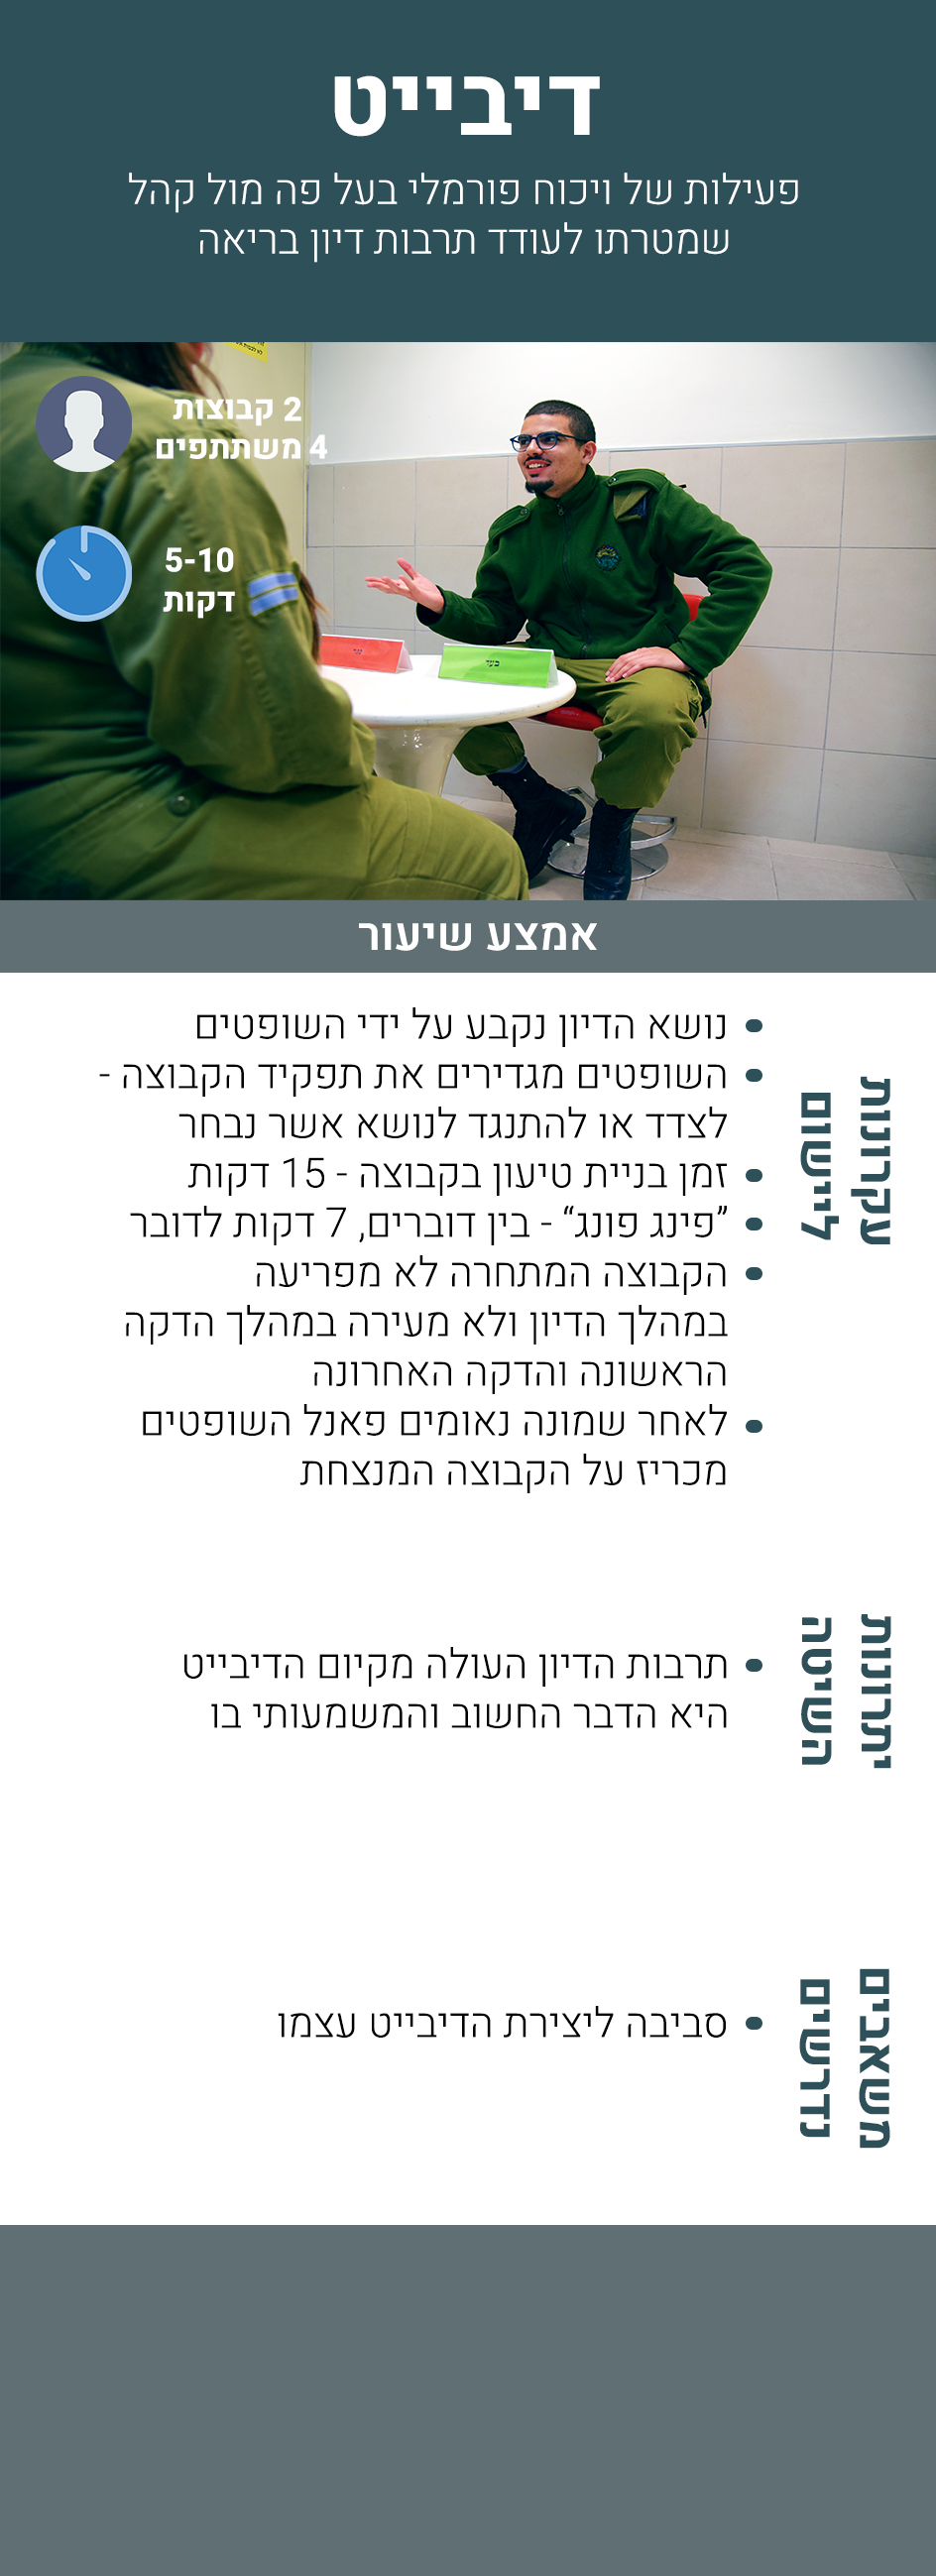 דיבייט
פעילות של ויכוח פורמלי בעל פה מול קהל
שמטרתו לעודד תרבות דיון בריאה
2 קבוצות
4 משתתפים
5-10
דקות
נגד
בעד
אמצע שיעור
עקרונות
ליישום
• נושא הדיון נקבע על ידי השופטים
• השופטים מגדירים את תפקיד הקבוצה -
לצדד או להתנגד לנושא אשר נבחר
• זמן בניית טיעון בקבוצה - 15 דקות
• ”פינג פונג“ - בין דוברים, 7 דקות לדובר
• הקבוצה המתחרה לא מפריעה
במהלך הדיון ולא מעירה במהלך הדקה
הראשונה והדקה האחרונה
• לאחר שמונה נאומים פאנל השופטים
מכריז על הקבוצה המנצחת
יתרונות
השיטה
• תרבות הדיון העולה מקיום הדיבייט
היא הדבר החשוב והמשמעותי בו
משאבים
נדרשים
• סביבה ליצירת הדיבייט עצמו